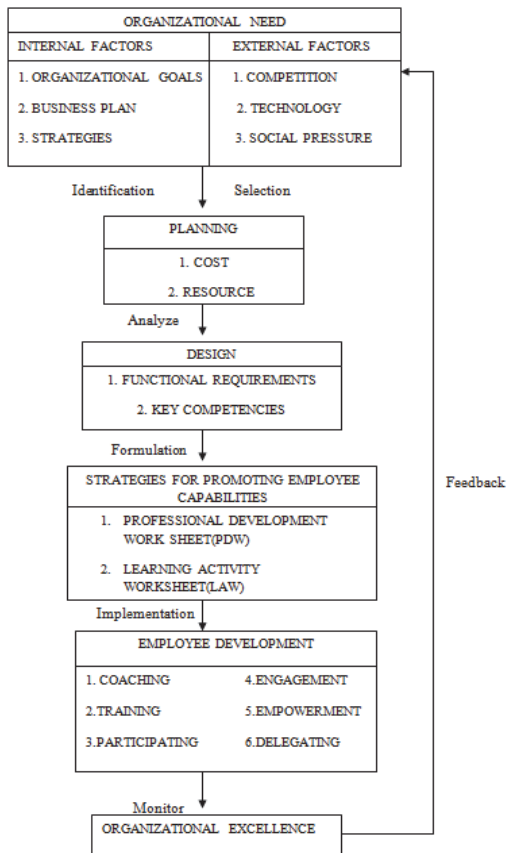 ORGANIZATIONAL NEED
INTERNAL FACTORS
1. ORGANIZATIONAL GOALS
2. BUSINESS PLAN
3. STRATEGIES
EXTERNAL FACTORS
1. COMPETITION
2. TECHNOLOGY
3. SOCIAL PRESSURE
Identification
Selection
PLANNING
1. COST
2. RESOURCE
Analyze
DESIGN
1. FUNCTIONAL REQUIREMENTS
2. KEY COMPETENCIES
Formulation
STRATEGIES FOR PROMOTING EMPLOYEE
CAPABILITIES
1. PROFESSIONAL DEVELOPMENT
WORK SHEET(PDW)
2. LEARNING ACTIVITY
WORKSHEET(LAW)
Implementation
EMPLOYEE DEVELOPMENT
1. COACHING
2.TRAINING
3.PARTICIPATING
4.ENGAGEMENT
5.EMPOWERMENT
6.DELEGATING
Monitor
ORGANIZATIONAL EXCELLENCE
Feedback